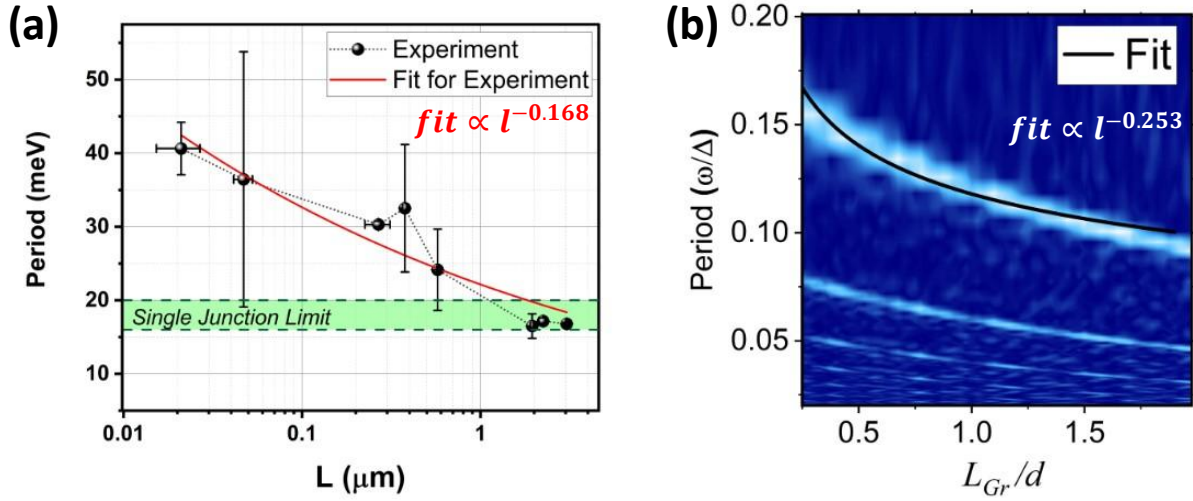 (a)
Period (meV)
50
40
30
20
10
Experiment
Fit for Experiment
fit ∝ l^{-0.168}
Single Junction Limit
0.01
0.1
1
L (μm)
(b)
Period (ω/Δ)
0.20
0.15
0.10
0.05
Fit
fit ∝ l^{-0.253}
0.5
1.0
1.5
L_{Gr}/d